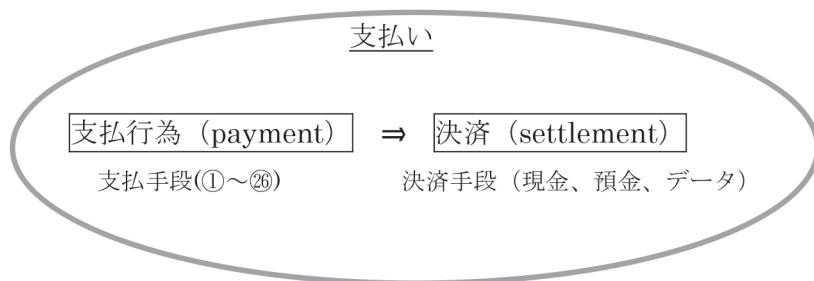 支払い
支払行為（payment） ⇒ 決済（settlement）
支払手段(①～㉖) 決済手段（現金、預金、データ）